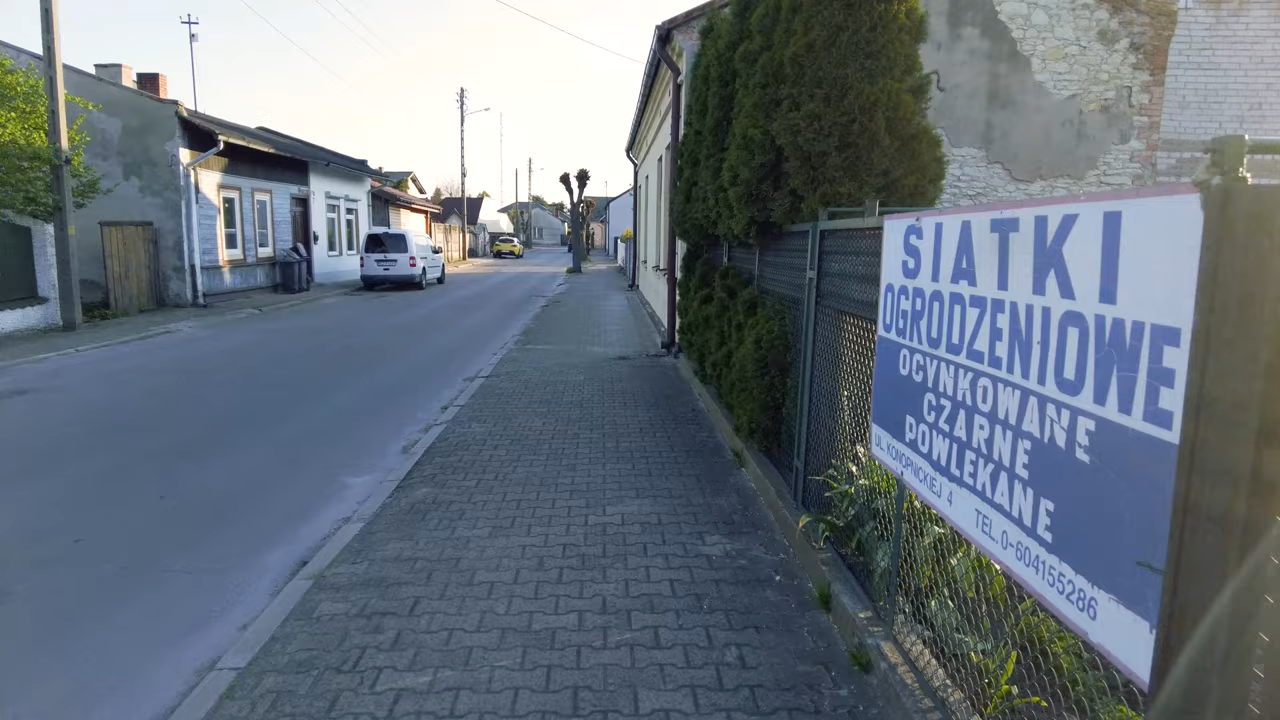 SIATKI
OGRODZENIOWE
OCYNKOWANE
CZARNE
POWLEKANE
UL. KONOPNICKIEJ 4
TEL. 0-604155286